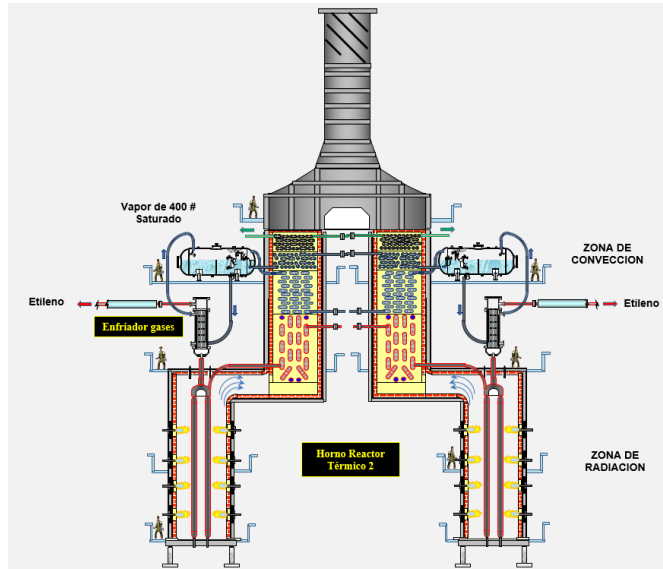 Vapor de 400 #
Saturado
ZONA DE
CONVECCION
Etileno
Etileno
Enfriador gases
Horno Reactor
Térmico 2
ZONA DE
RADIACION